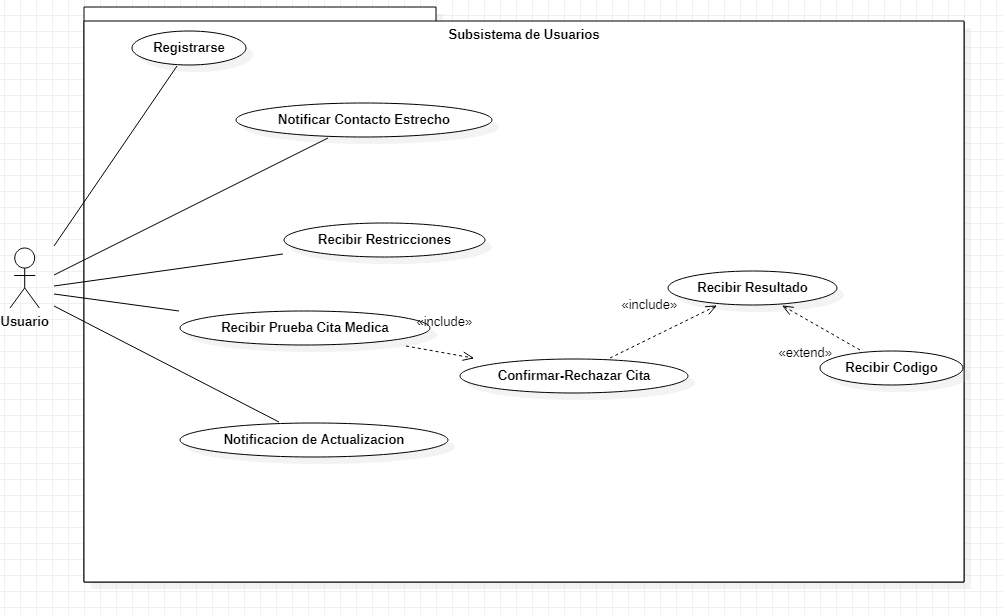 Subsistema de Usuarios
Registrarse
Notificar Contacto Estrecho
Recibir Restricciones
Recibir Resultado
«include»
Usuario
Recibir Prueba Cita Medica
«include»
«extend»
Recibir Codigo
Confirmar-Rechazar Cita
Notificacion de Actualizacion